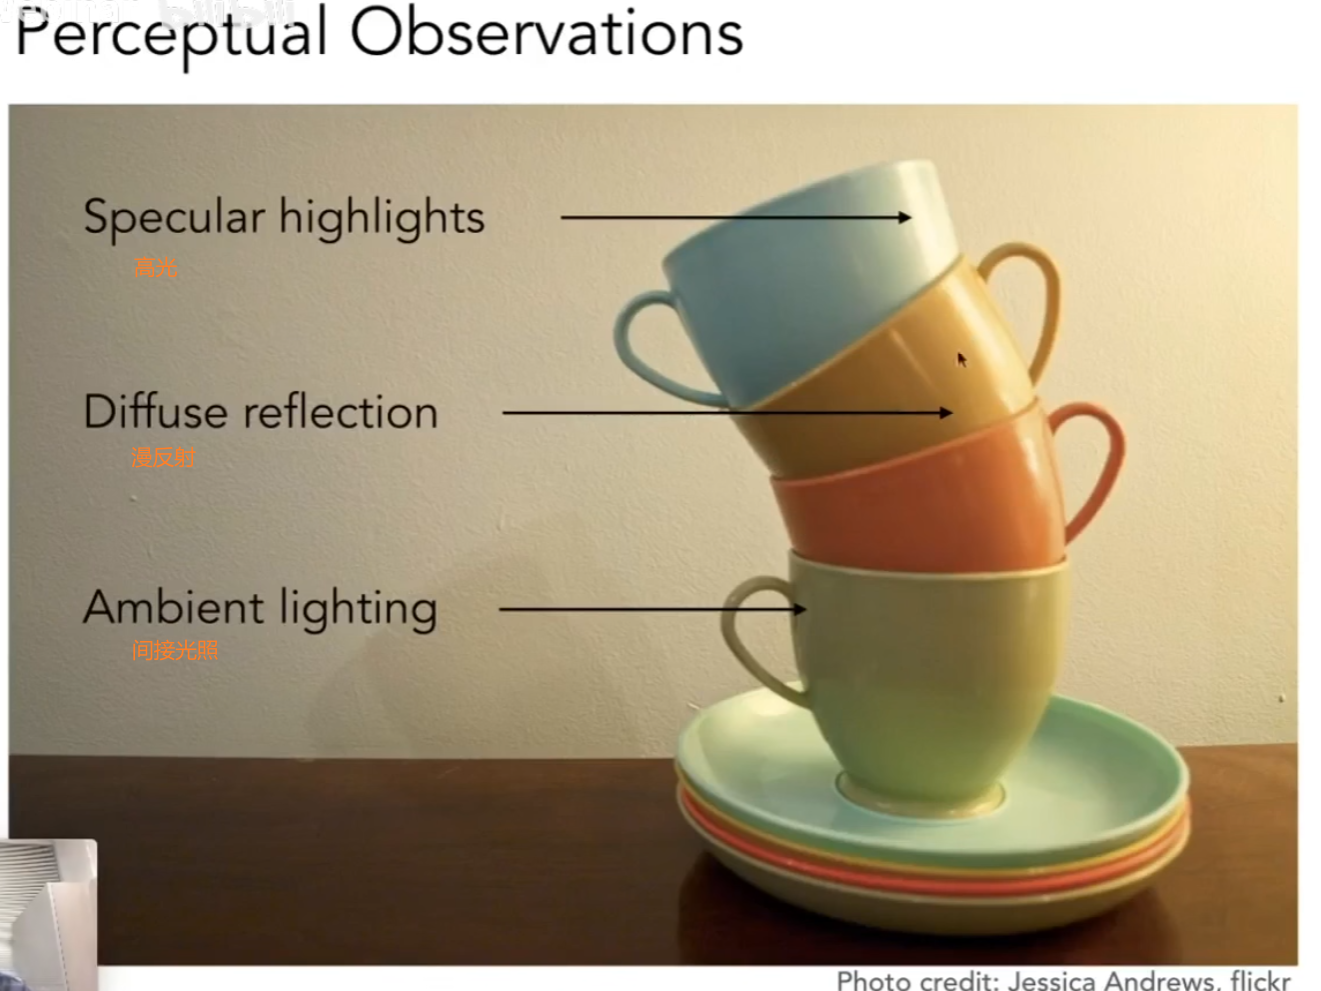 Perceptual Observations
Specular highlights
高光
Diffuse reflection
漫反射
Ambient lighting
间接光照
Photo credit: Jessica Andrews, flickr